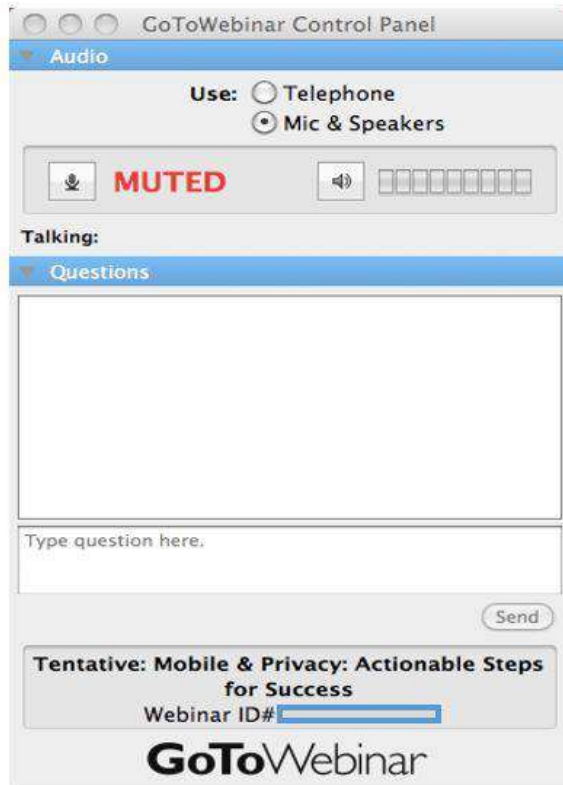 GoToWebinar Control Panel
Audio
Use: Telephone
Mic & Speakers
MUTED
Talking:
Questions
Type question here.
Send
Tentative: Mobile & Privacy: Actionable Steps
for Success
Webinar ID#
GoToWebinar